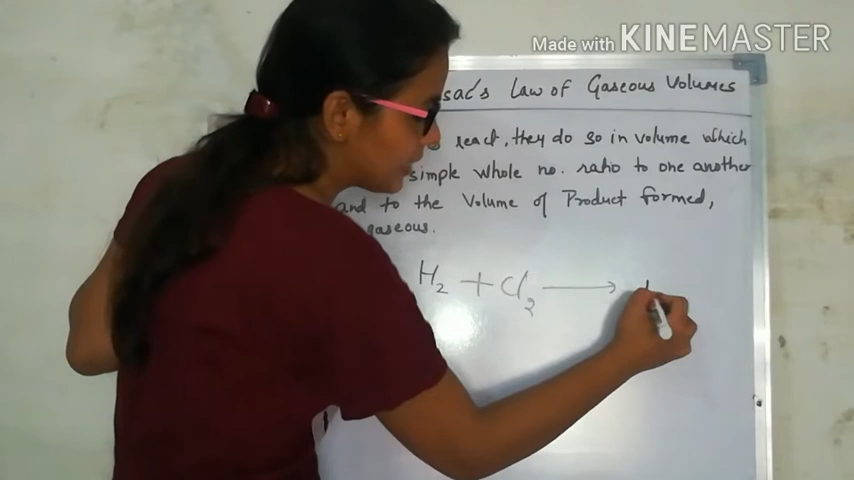 Made with KINEMASTER
sac's Law of Gaseous Volumes
react, they do so in volume which
simple whole no. ratio to one another
and to the Volume of Product formed,
gaseous.
H₂ + Cl₂ ⟶